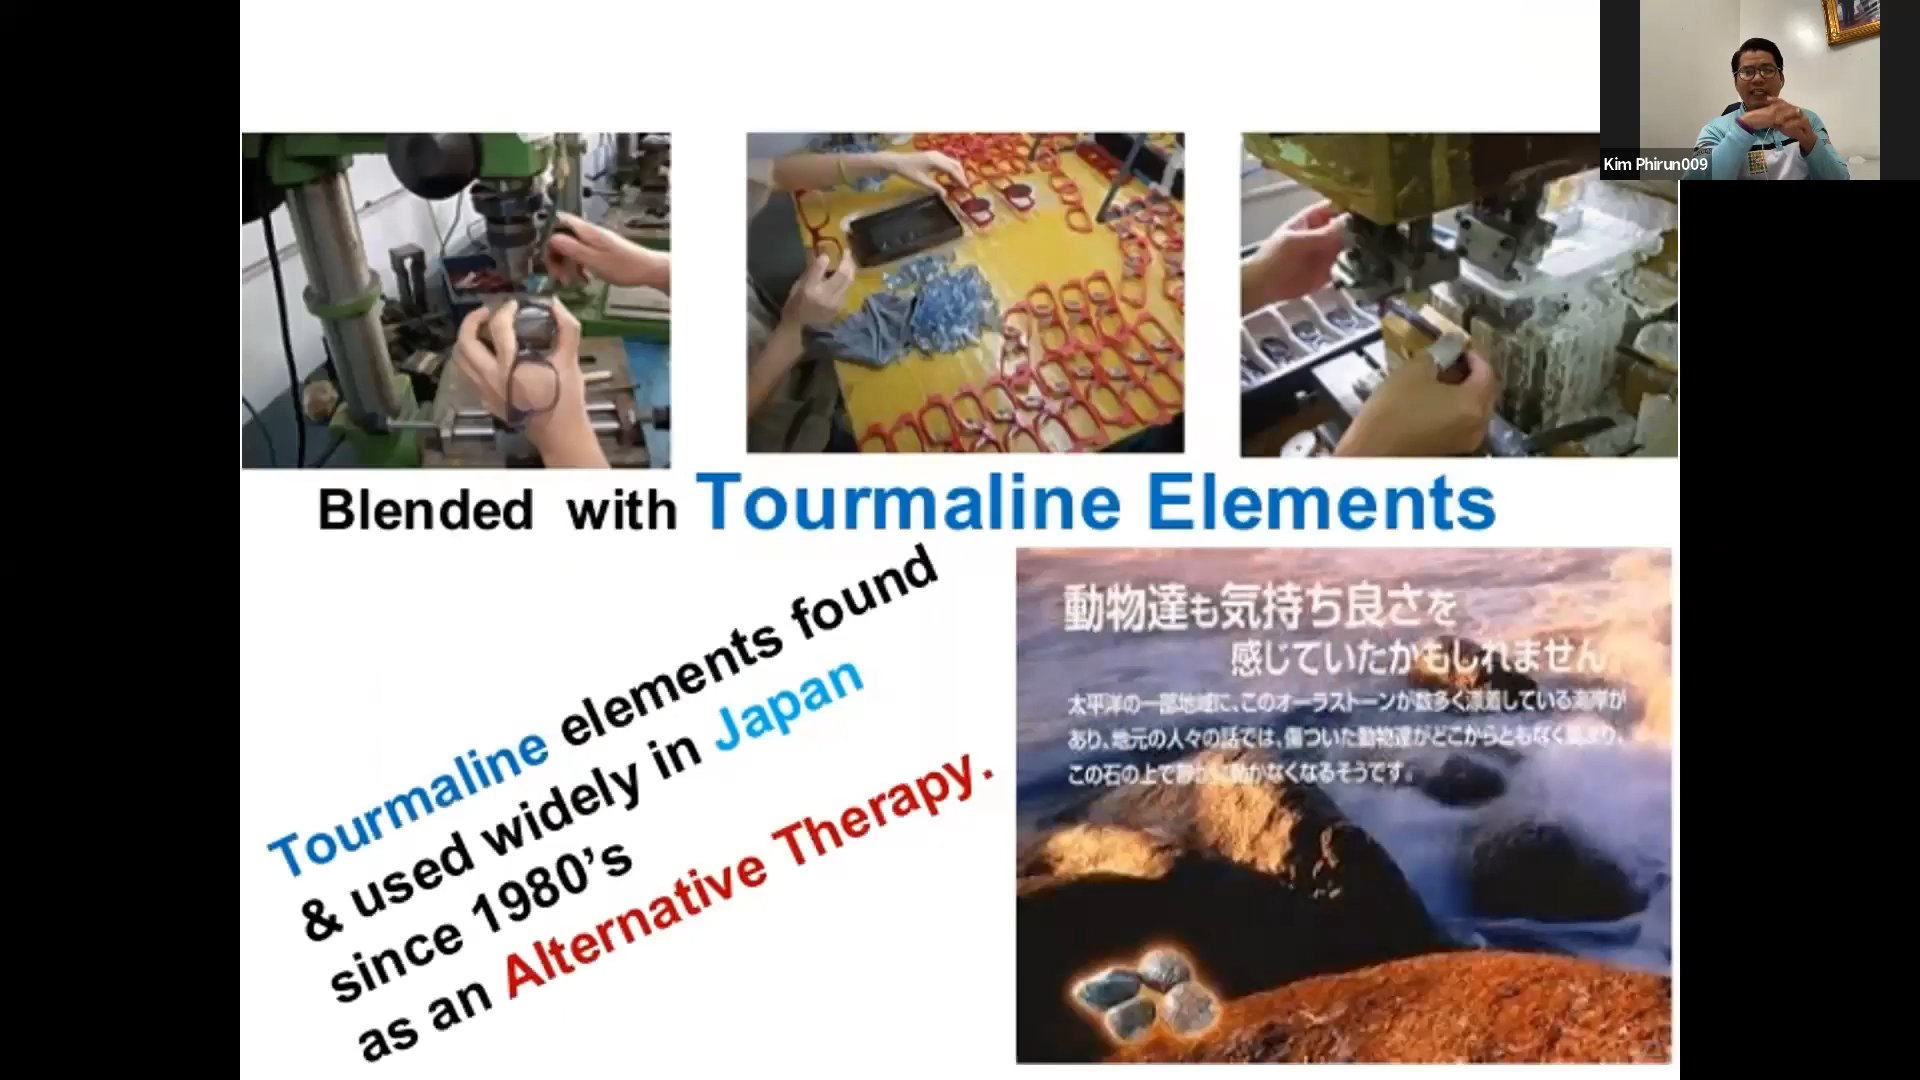 Kim Phirun009
Blended with Tourmaline Elements
Tourmaline elements found
& used widely in Japan
since 1980's
as an Alternative Therapy.
動物達も気持ち良さを
感じていたかもしれません
太平洋の一部地域に、このオーラストーンが数多く漂着している海岸が
あり、地元の人々の話では、傷ついた動物達がどこからともなく集まり、
この石の上で動かなくなるそうです。